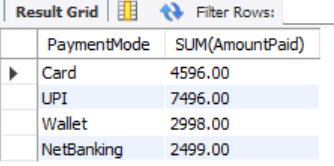 Result Grid Filter Rows:
PaymentMode SUM(AmountPaid)
Card 4596.00
UPI 7496.00
Wallet 2998.00
NetBanking 2499.00